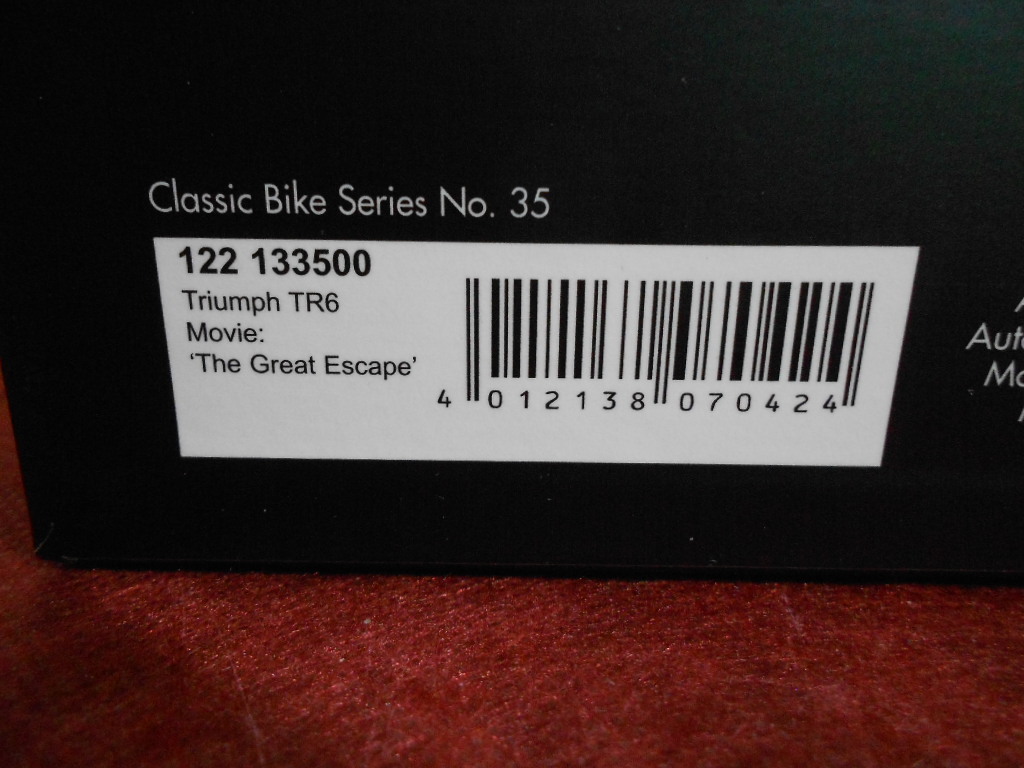 Classic Bike Series No. 35
122 133500
Triumph TR6
Movie:
‘The Great Escape’
4 012138 070424